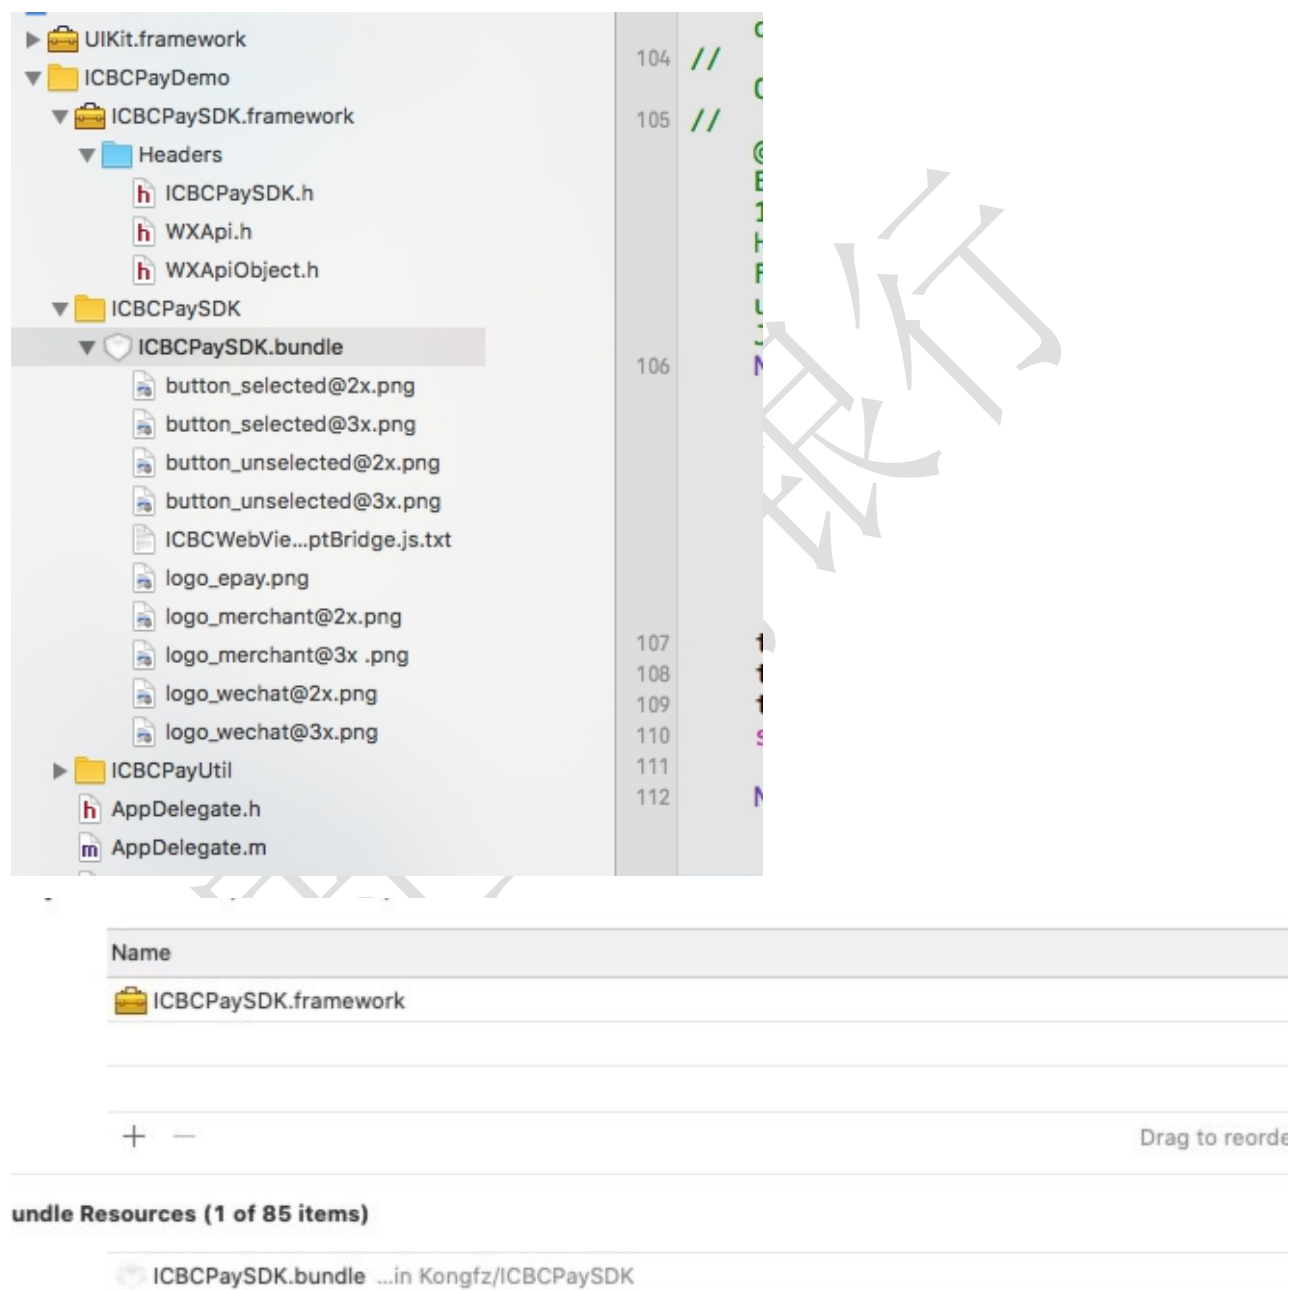 UIKit.framework
ICBCPayDemo
ICBCPaySDK.framework
Headers
ICBCPaySDK.h
WXApi.h
WXApiObject.h
ICBCPaySDK
ICBCPaySDK.bundle
button_selected@2x.png
button_selected@3x.png
button_unselected@2x.png
button_unselected@3x.png
ICBCWebVie...ptBridge.js.txt
logo_epay.png
logo_merchant@2x.png
logo_merchant@3x .png
logo_wechat@2x.png
logo_wechat@3x.png
ICBCPayUtil
AppDelegate.h
AppDelegate.m
104 //
105 //
106
107
108
109
110
111
112
银行
Name
ICBCPaySDK.framework
Drag to reorde
undle Resources (1 of 85 items)
ICBCPaySDK.bundle ...in Kongfz/ICBCPaySDK